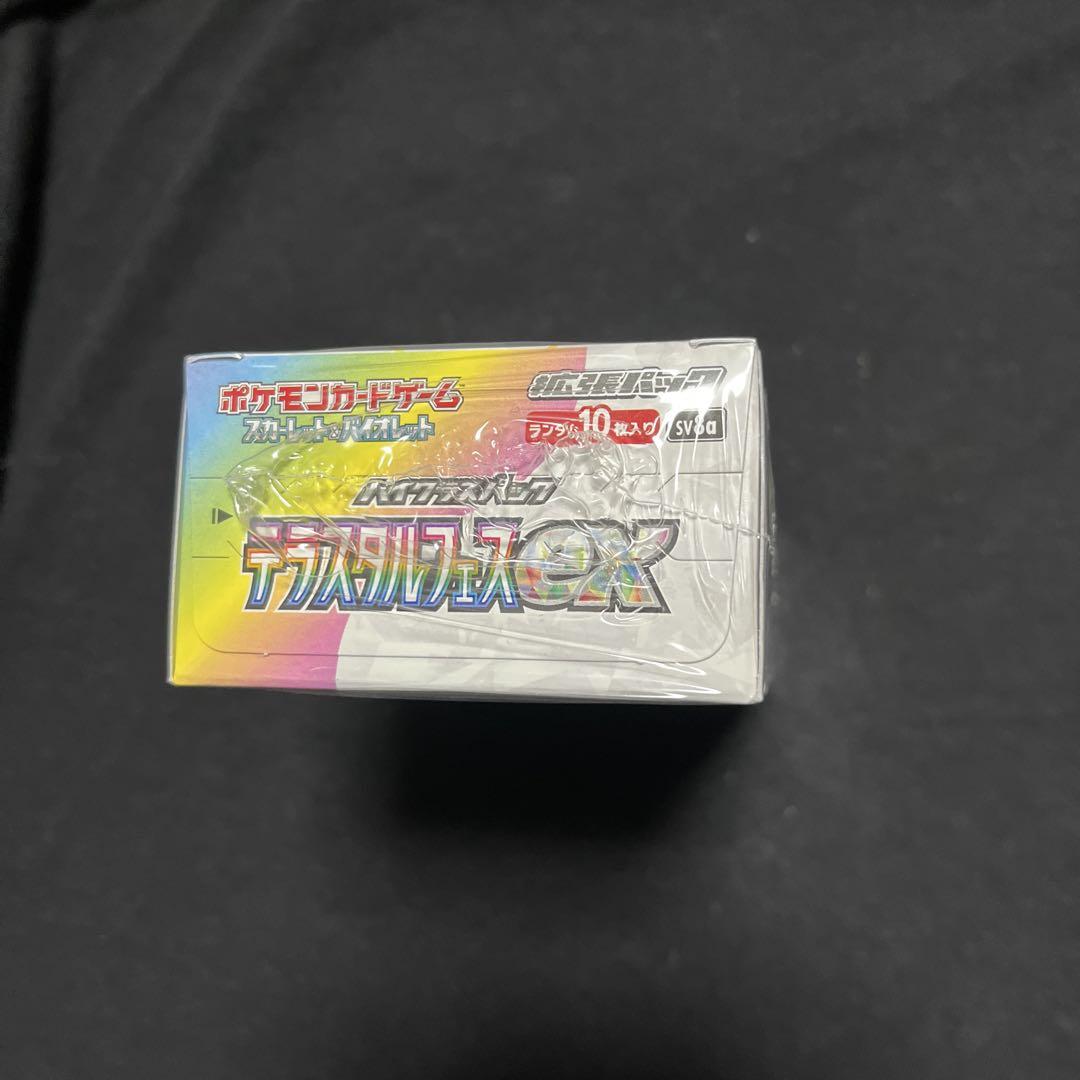 ポケモンカードゲーム
スカーレット&バイオレット
拡張パック
ランダム10枚入り
SV8a
ハイクラスパック
テラスタルフェスex